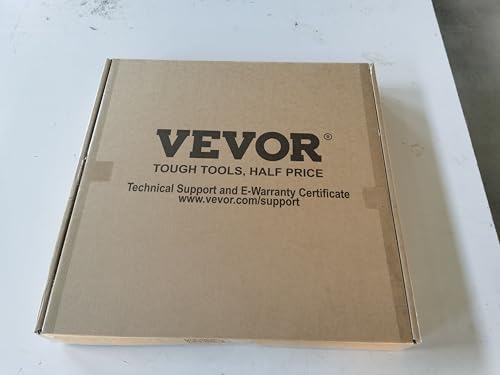 VEVOR®
TOUGH TOOLS, HALF PRICE
Technical Support and E-Warranty Certificate
www.vevor.com/support